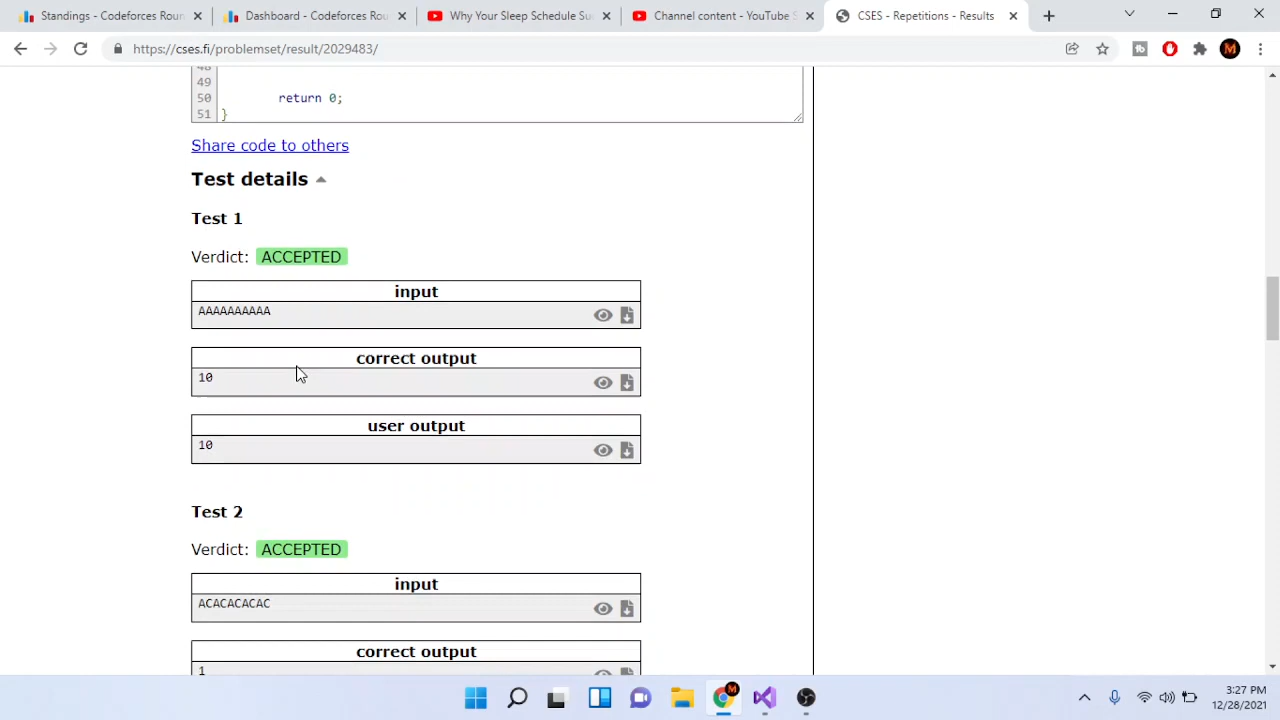 Standings - Codeforces Roun
Dashboard - Codeforces Rou
Why Your Sleep Schedule Su
Channel content - YouTube S
CSES - Repetitions - Results
https://cses.fi/problemset/result/2029483/
M
48
49
50 return 0;
51 }
Share code to others
Test details
Test 1
Verdict: ACCEPTED
input
AAAAAAAAAA
correct output
10
user output
10
Test 2
Verdict: ACCEPTED
input
ACACACACAC
correct output
1
M
3:27 PM
12/28/2021